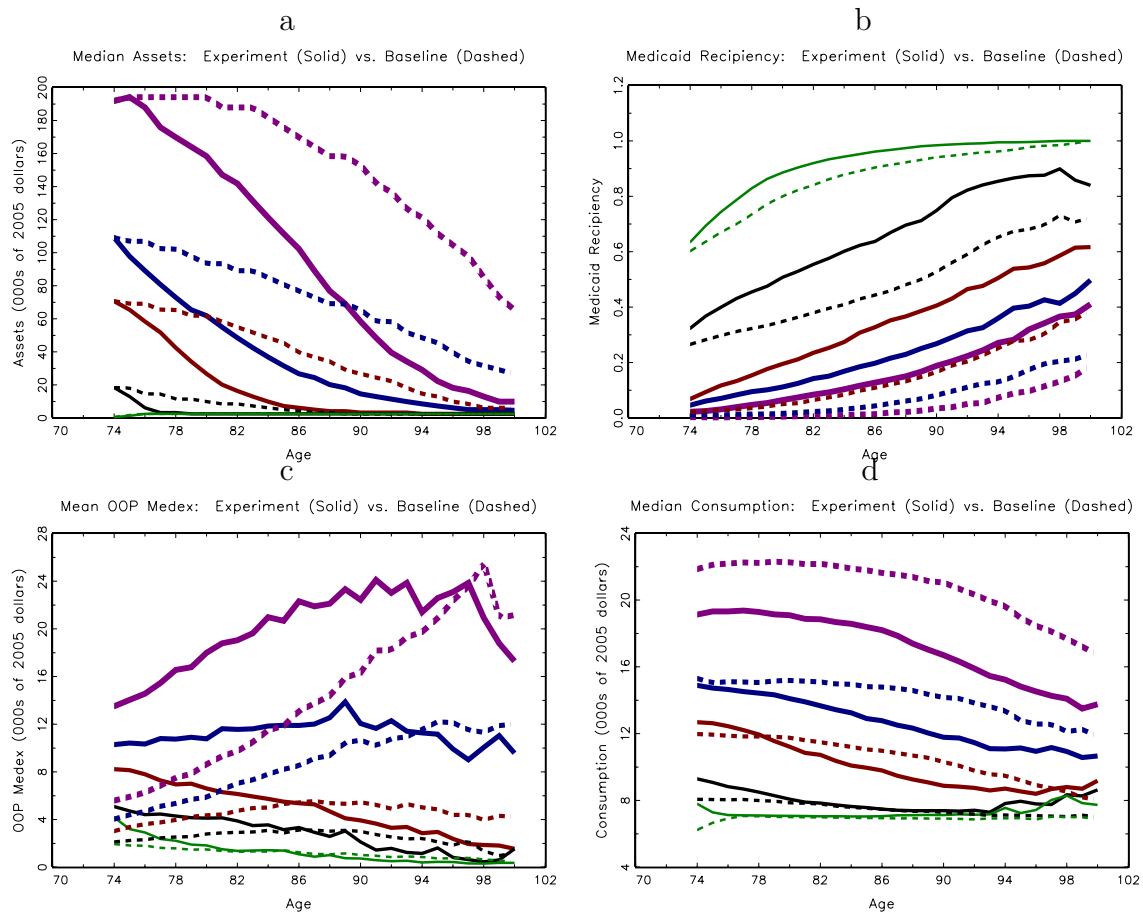 a
Median Assets: Experiment (Solid) vs. Baseline (Dashed)
Assets (000s of 2005 dollars)
200
180
160
140
120
100
80
60
40
20
0
70 74 78 82 86 90 94 98 102
Age
b
Medicaid Recipiency: Experiment (Solid) vs. Baseline (Dashed)
Medicaid Recipiency
1.2
1.0
0.8
0.6
0.4
0.2
0.0
70 74 78 82 86 90 94 98 102
Age
c
Mean OOP Medex: Experiment (Solid) vs. Baseline (Dashed)
OOP Medex (000s of 2005 dollars)
28
24
20
16
12
8
4
0
70 74 78 82 86 90 94 98 102
Age
d
Median Consumption: Experiment (Solid) vs. Baseline (Dashed)
Consumption (000s of 2005 dollars)
24
20
16
12
8
4
70 74 78 82 86 90 94 98 102
Age